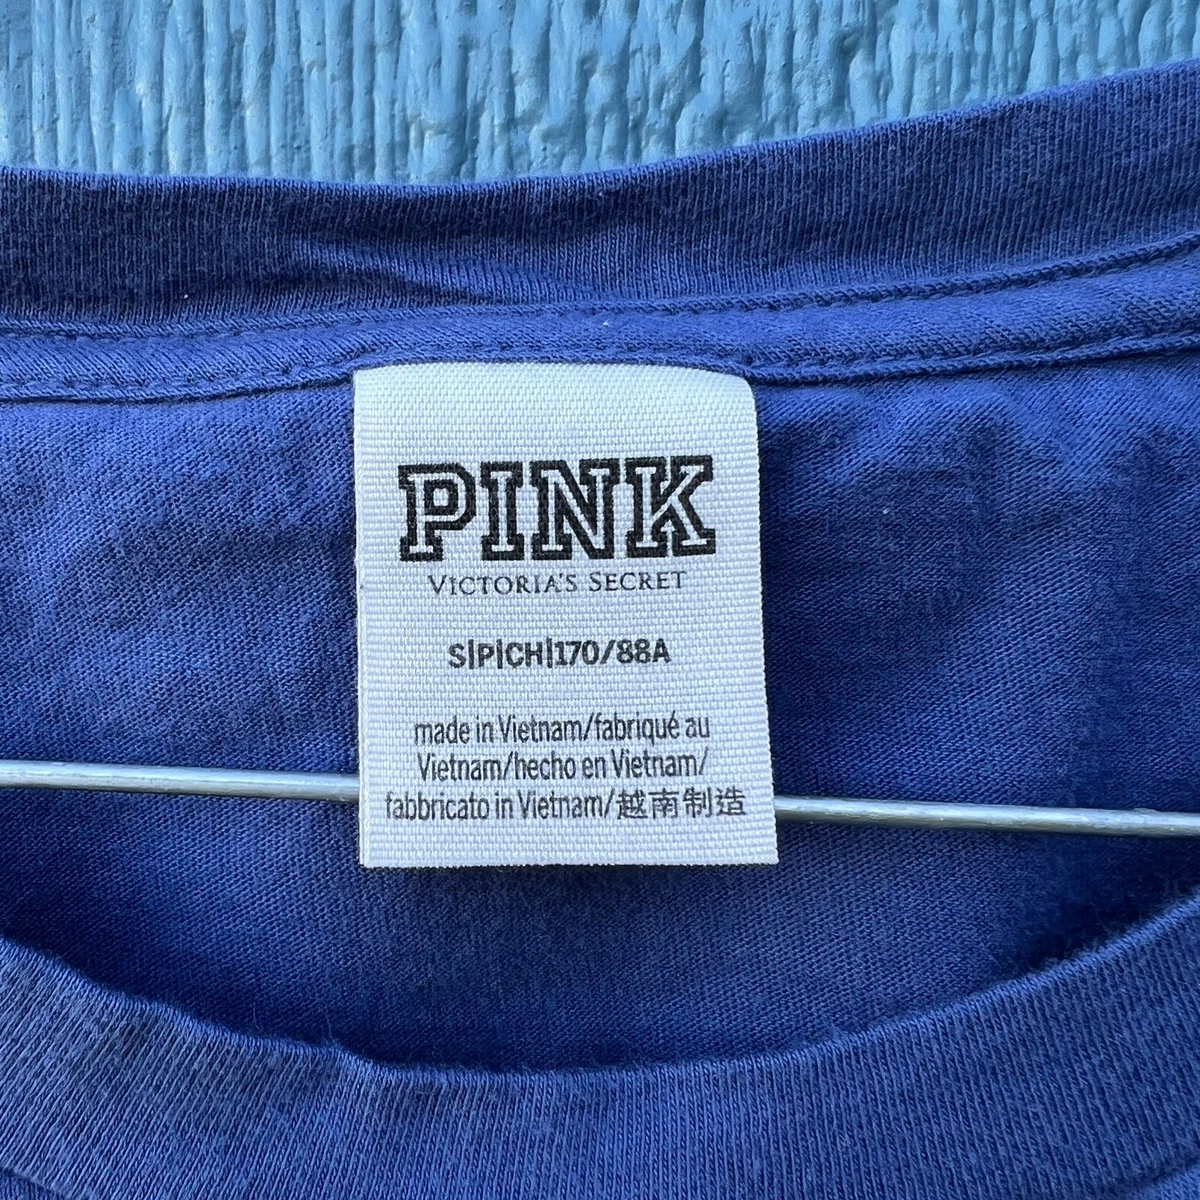 PINK
VICTORIA'S SECRET
S|P|CH|170/88A
made in Vietnam/fabriqué au
Vietnam/hecho en Vietnam/
fabbricato in Vietnam/越南制造